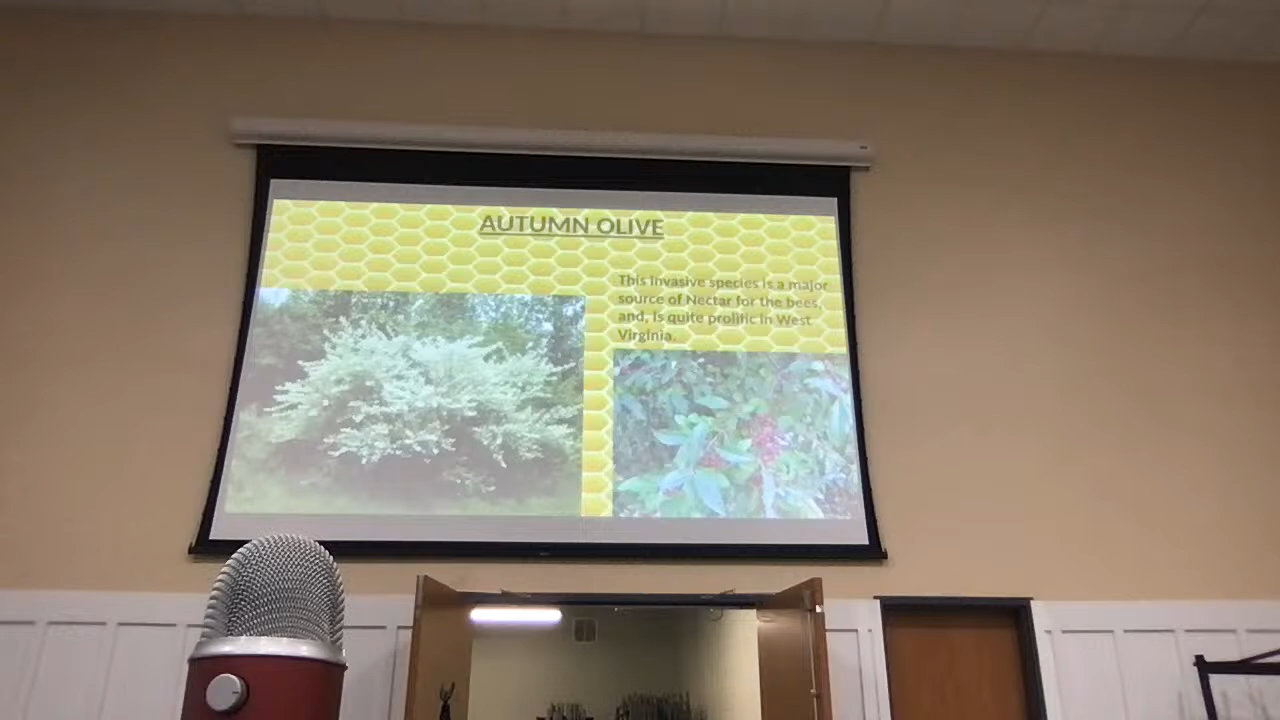 AUTUMN OLIVE
This invasive species is a major
source of Nectar for the bees,
and, is quite prolific in West
Virginia.